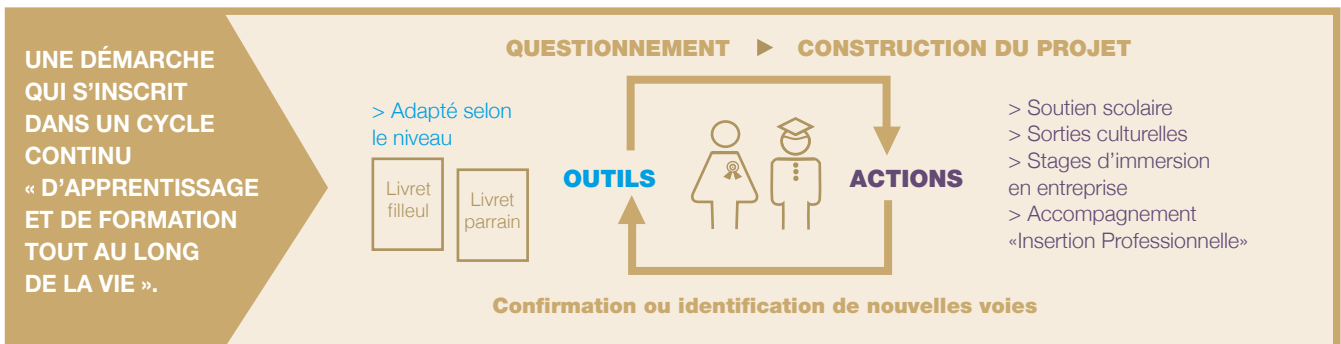 UNE DÉMARCHE
QUI S'INSCRIT
DANS UN CYCLE
CONTINU
« D'APPRENTISSAGE
ET DE FORMATION
TOUT AU LONG
DE LA VIE ».
QUESTIONNEMENT ► CONSTRUCTION DU PROJET
> Adapté selon
le niveau
Livret
filleul
Livret
parrain
OUTILS
ACTIONS
> Soutien scolaire
> Sorties culturelles
> Stages d'immersion
en entreprise
> Accompagnement
«Insertion Professionnelle»
Confirmation ou identification de nouvelles voies